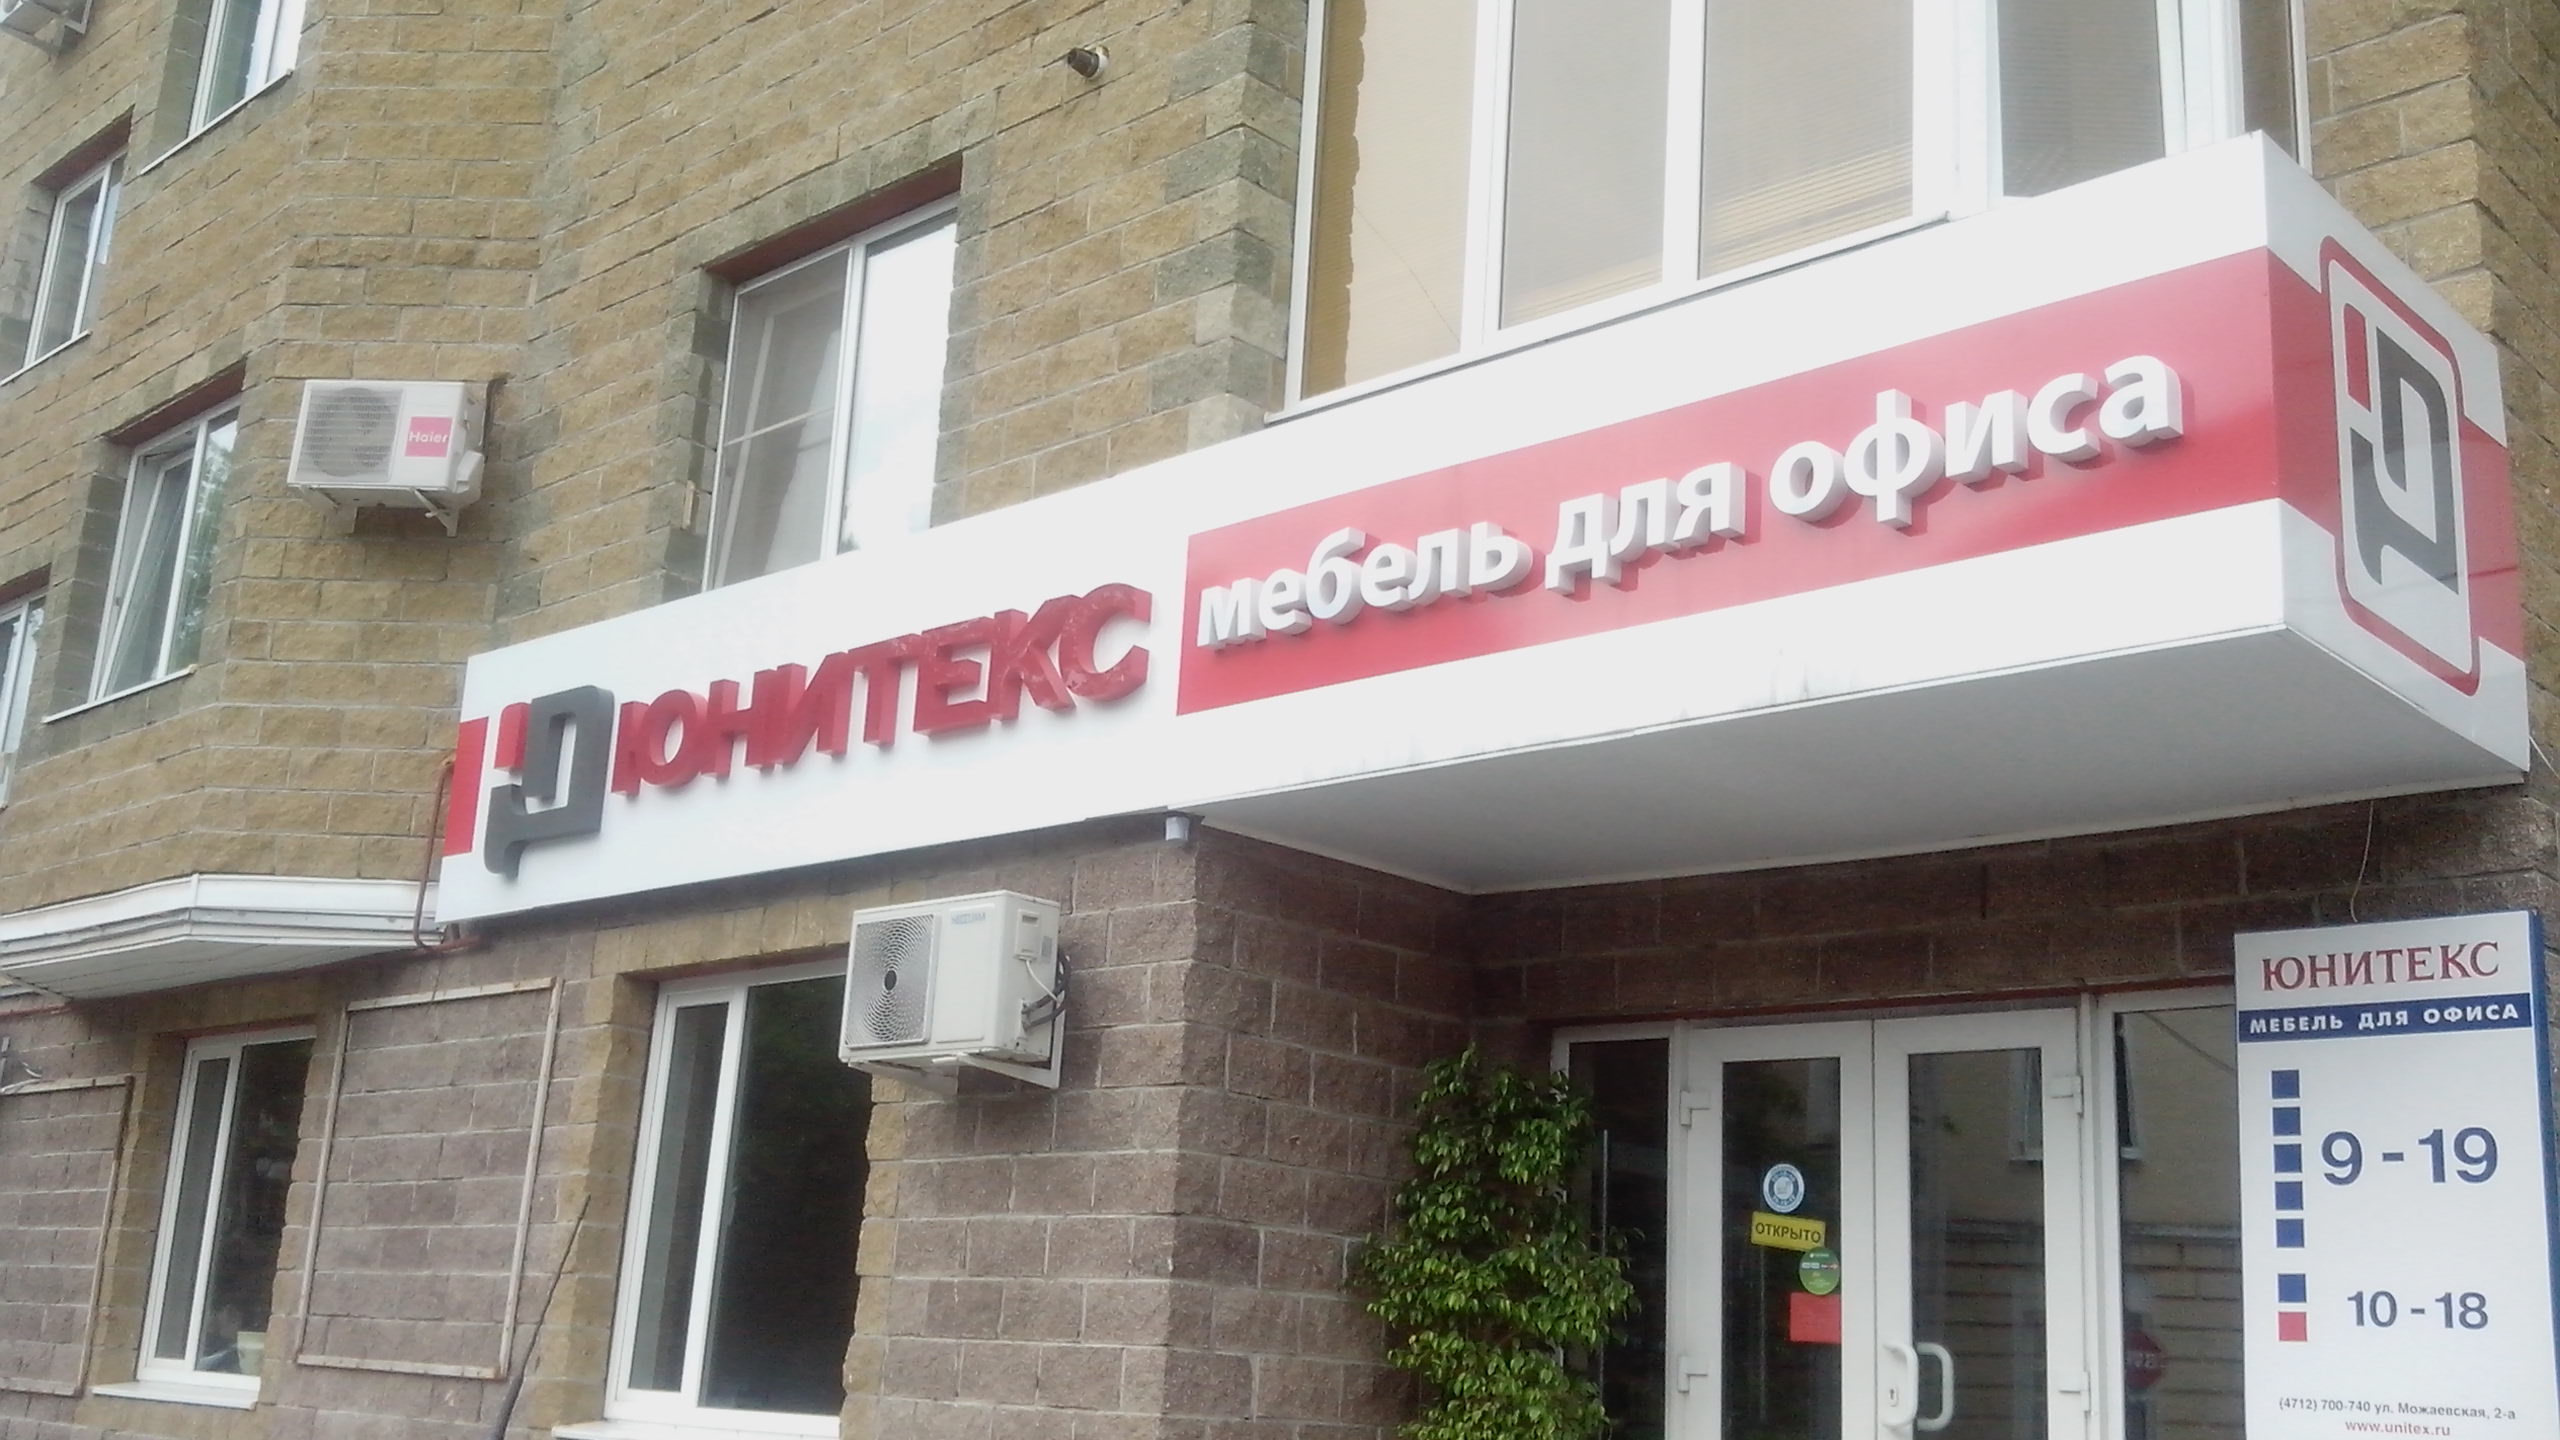 Haier
ЮНИТЕКС
мебель для офиса
ЮНИТЕКС
МЕБЕЛЬ ДЛЯ ОФИСА
9 - 19
10 - 18
(4712) 700-740 ул. Можаевская, 2-а
www.unitex.ru
ОТКРЫТО